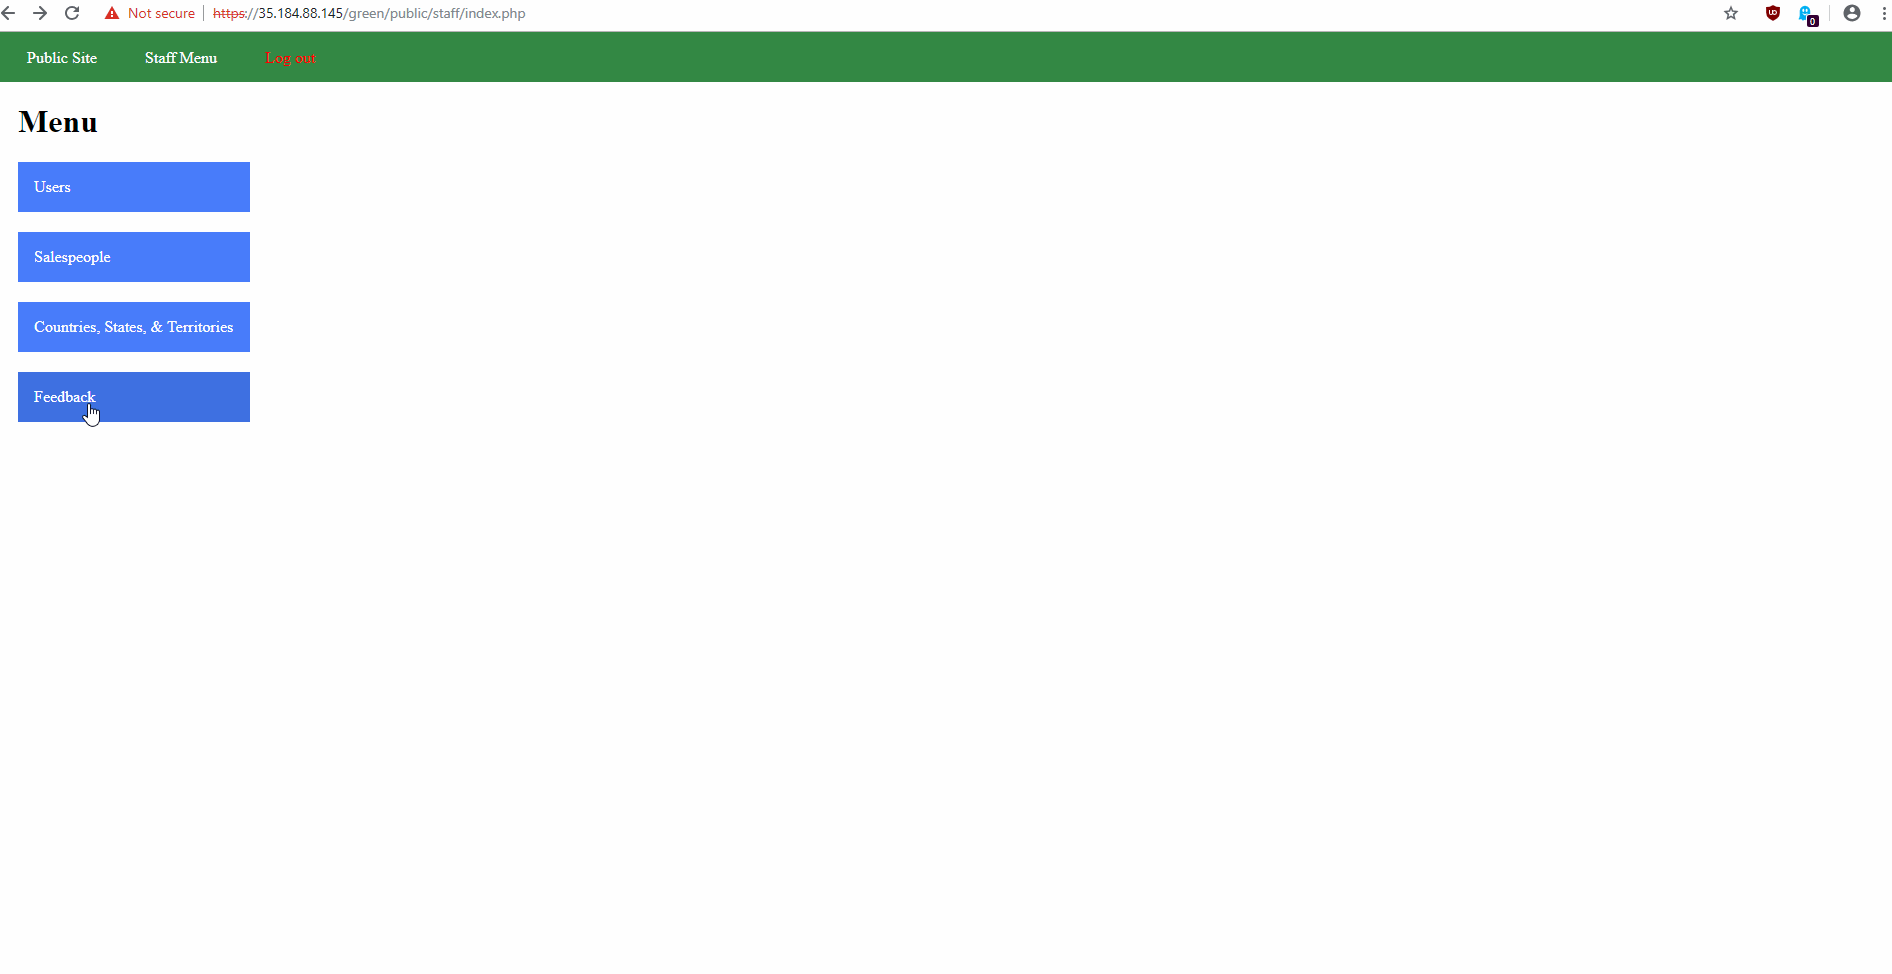 Not secure | https://35.184.88.145/green/public/staff/index.php
0
Public Site Staff Menu Log out
Menu
Users
Salespeople
Countries, States, & Territories
Feedback